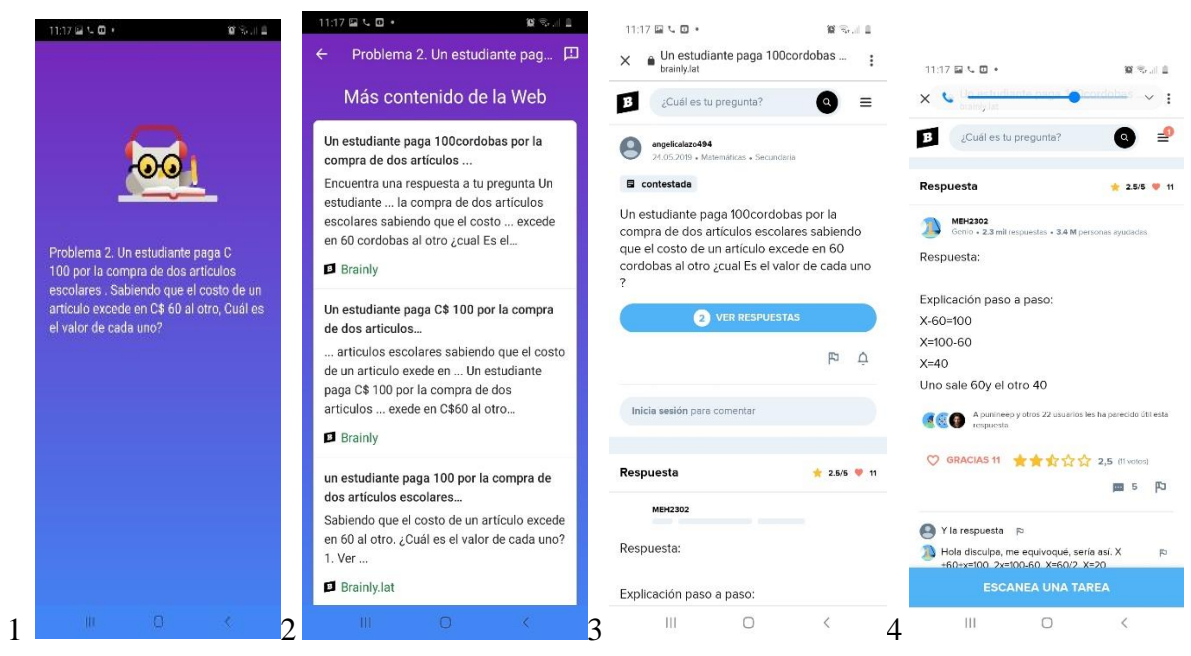 11:17
Problema 2. Un estudiante paga C
100 por la compra de dos artículos
escolares . Sabiendo que el costo de un
artículo excede en C$ 60 al otro, Cuál es
el valor de cada uno?
1
11:17
Problema 2. Un estudiante pag...
Más contenido de la Web
Un estudiante paga 100cordobas por la
compra de dos artículos ...
Encuentra una respuesta a tu pregunta Un
estudiante ... la compra de dos artículos
escolares sabiendo que el costo ... excede
en 60 cordobas al otro ¿cual Es el...
B Brainly
Un estudiante paga C$ 100 por la compra
de dos articulos...
... articulos escolares sabiendo que el costo
de un articulo exede en ... Un estudiante
paga C$ 100 por la compra de dos
articulos ... exede en C$60 al otro...
B Brainly
un estudiante paga 100 por la compra de
dos artículos escolares...
Sabiendo que el costo de un artículo excede
en 60 al otro. ¿Cuál es el valor de cada uno?
1. Ver ...
B Brainly.lat
2
11:17
Un estudiante paga 100cordobas ...
brainly.lat
B ¿Cuál es tu pregunta?
angelicalazo494
24.05.2019 • Matemáticas • Secundaria
contestada
Un estudiante paga 100cordobas por la
compra de dos artículos escolares sabiendo
que el costo de un artículo excede en 60
cordobas al otro ¿cual Es el valor de cada uno
?
2 VER RESPUESTAS
Inicia sesión para comentar
Respuesta 2.5/5 11
MEH2302
Respuesta:
Explicación paso a paso:
3
11:17
Un estudiante paga 100cordobas
brainly.lat
B ¿Cuál es tu pregunta? 1
Respuesta 2.5/5 11
MEH2302
Genio • 2.3 mil respuestas • 3.4 M personas ayudadas
Respuesta:
Explicación paso a paso:
X-60=100
X=100-60
X=40
Uno sale 60y el otro 40
A punineep y otros 22 usuarios les ha parecido útil esta
respuesta
GRACIAS 11 2,5 (11 votos)
5
Y la respuesta
Hola disculpa, me equivoqué, sería así. X
+60+x=100, 2x=100-60, X=60/2, X=20
ESCANEA UNA TAREA
4